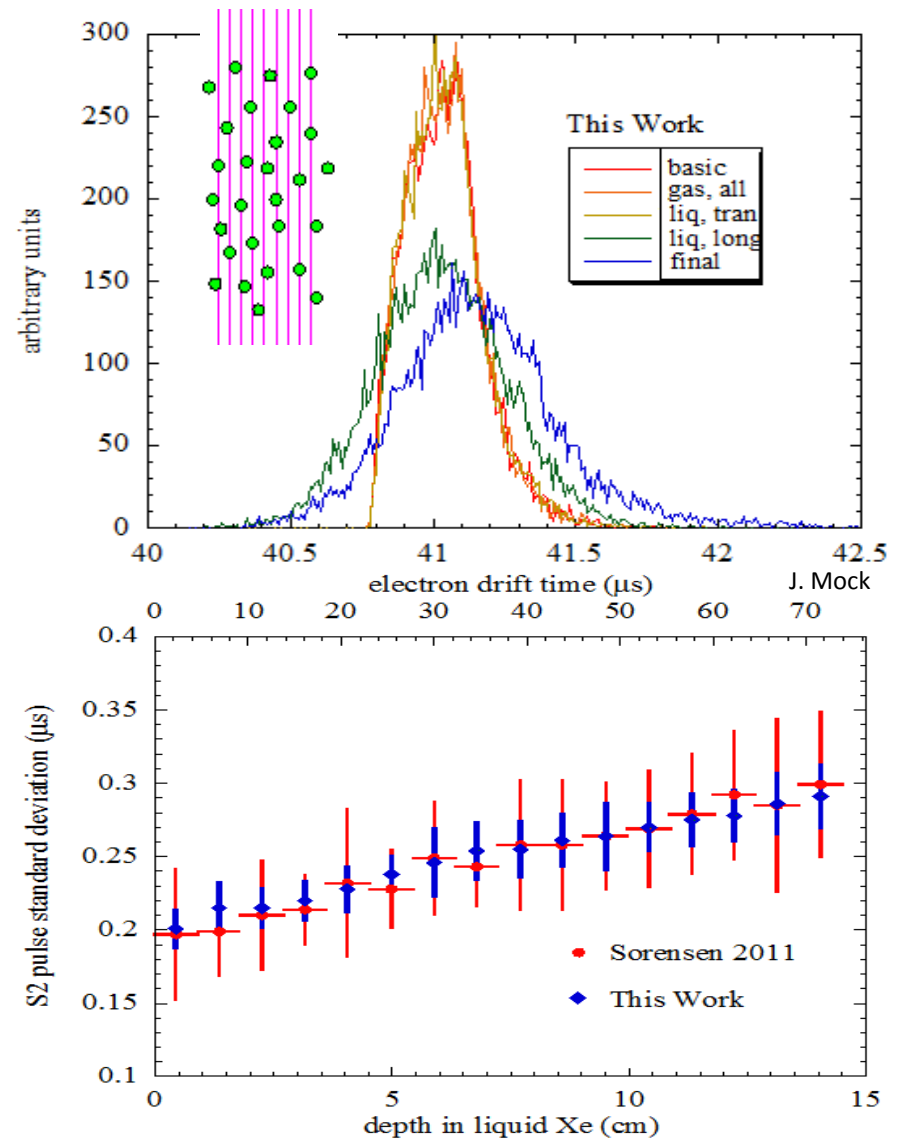 300
250
200
150
100
50
0
arbitrary units
This Work
basic
gas, all
liq, tran
liq, long
final
40 40.5 41 41.5 42 42.5
electron drift time (μs)
J. Mock
0 10 20 30 40 50 60 70
0.4
0.35
0.3
0.25
0.2
0.15
0.1
S2 pulse standard deviation (μs)
Sorensen 2011
This Work
0 5 10 15
depth in liquid Xe (cm)